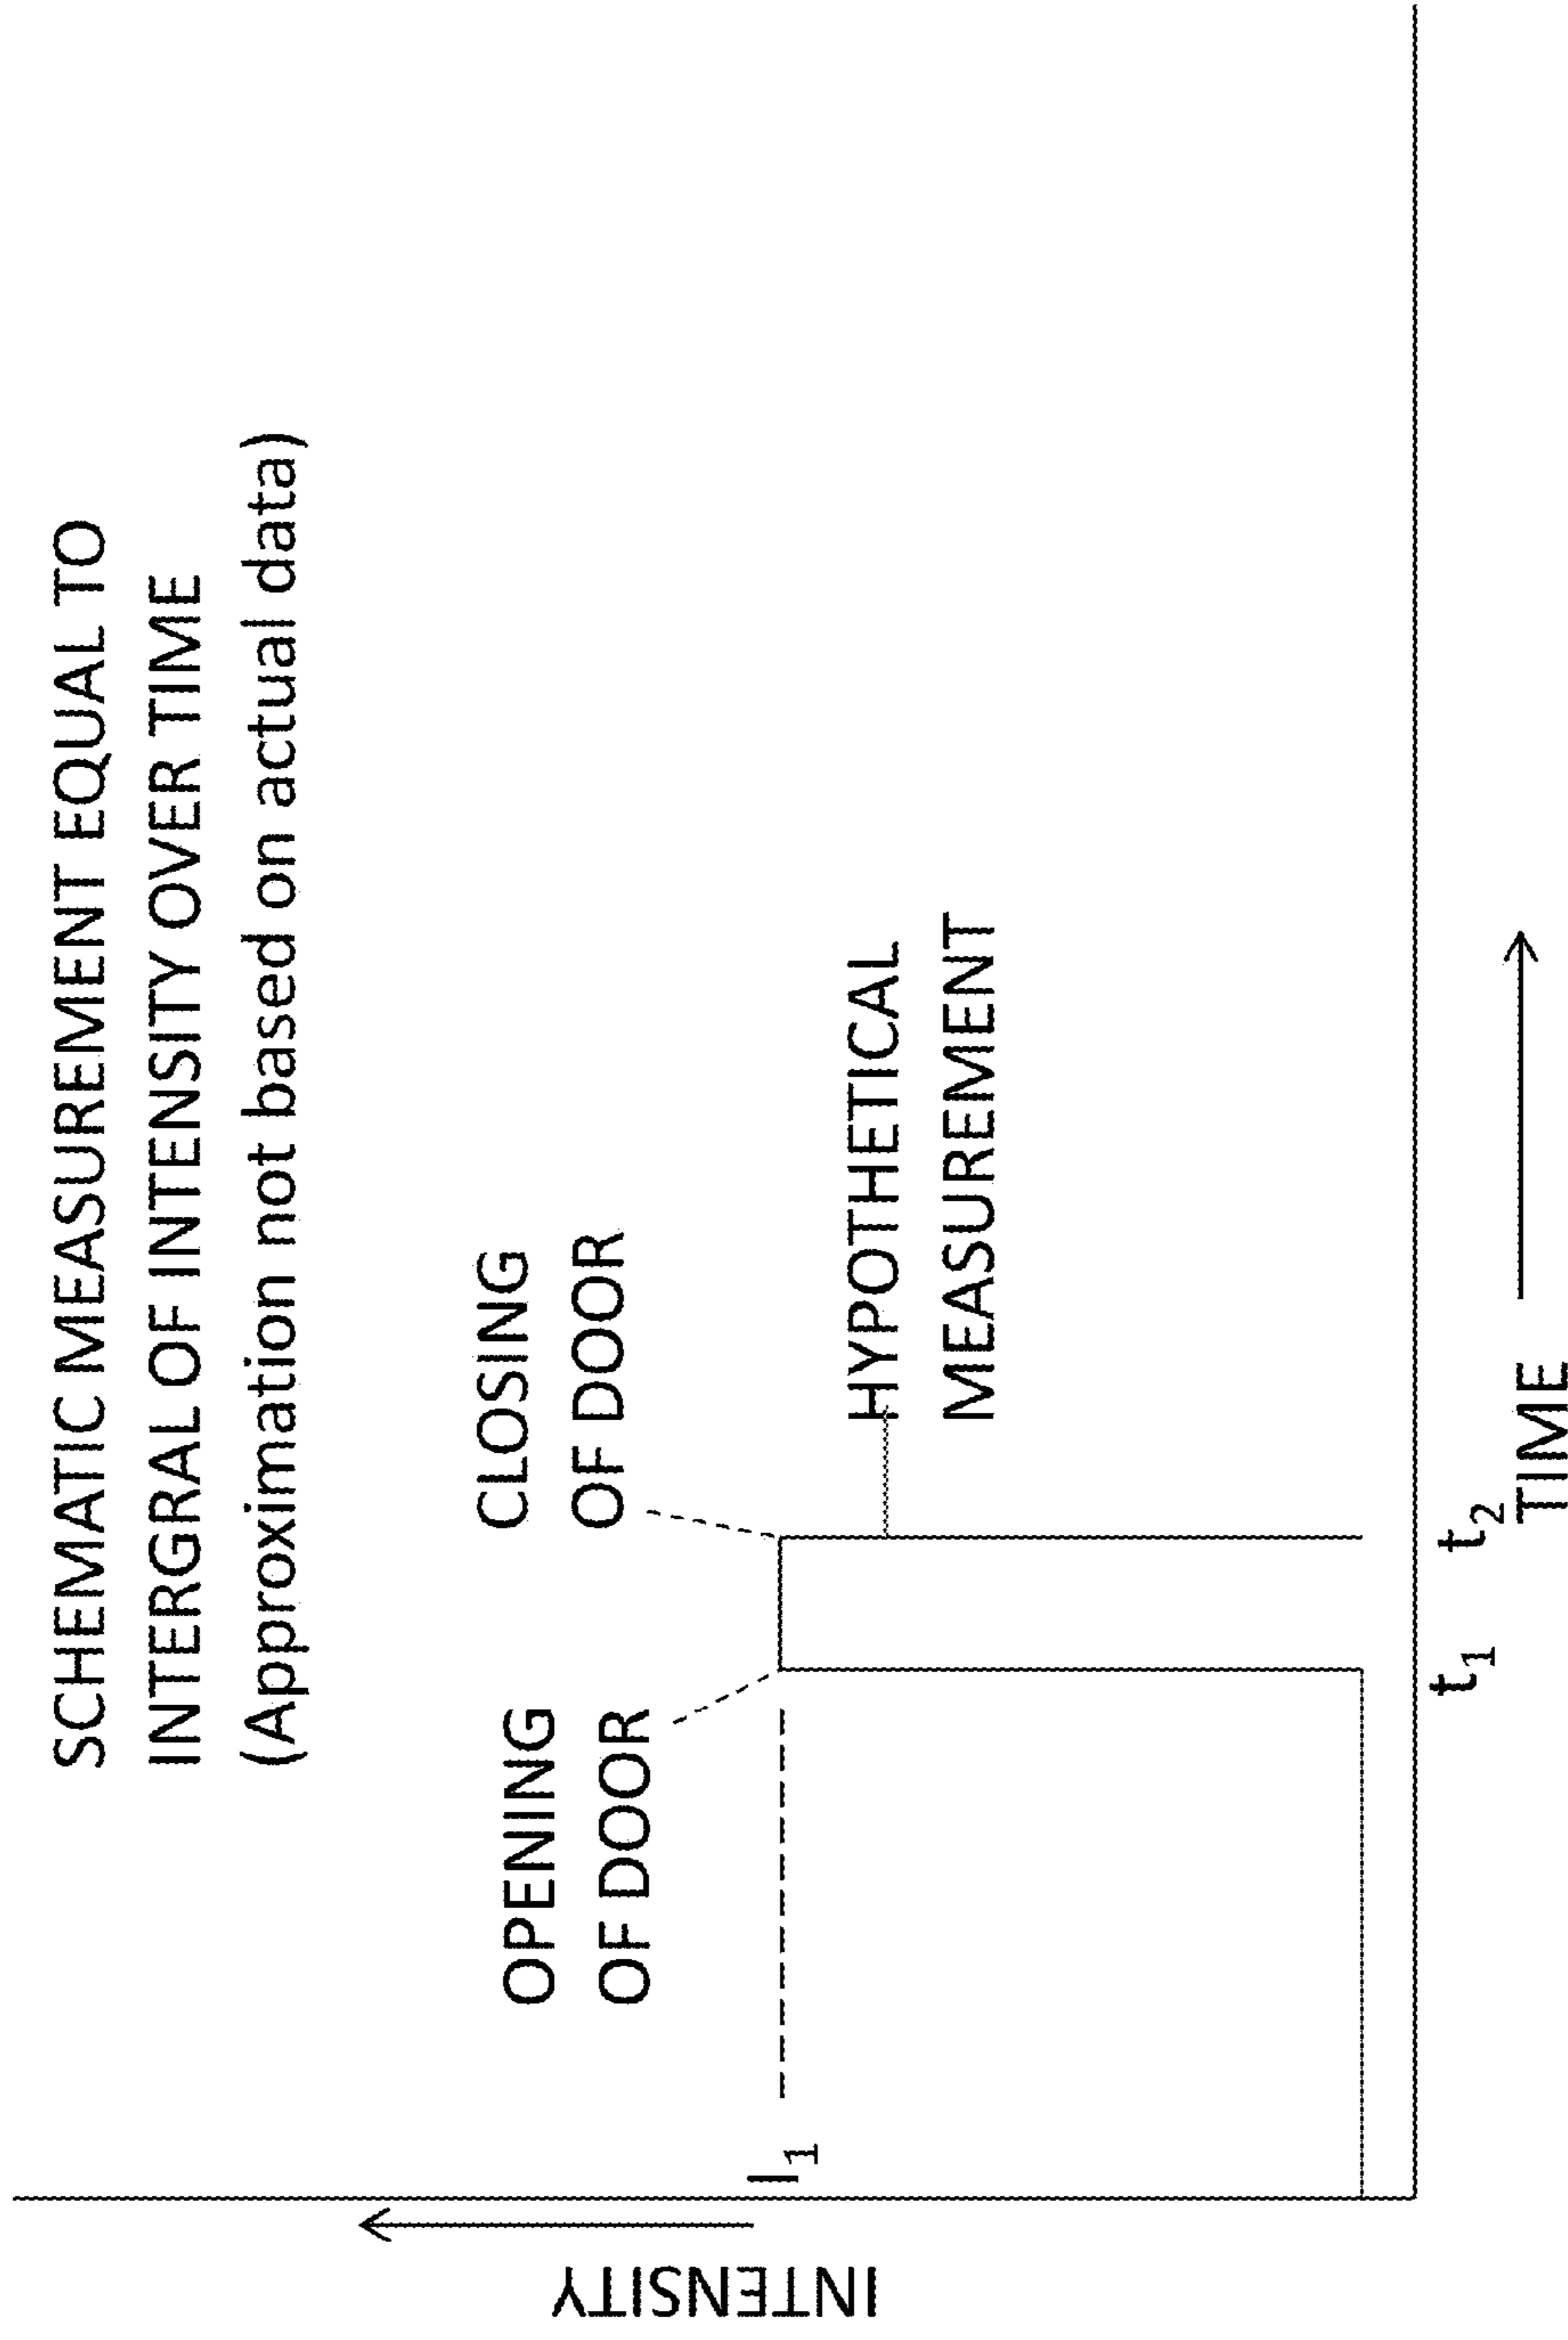 SCHEMATIC MEASUREMENT EQUAL TO
INTERGRAL OF INTENSITY OVER TIME
(Approximation not based on actual data)
CLOSING
OF DOOR
OPENING
OF DOOR
HYPOTHETICAL
MEASUREMENT
I₁
INTENSITY
t₁
t₂
TIME